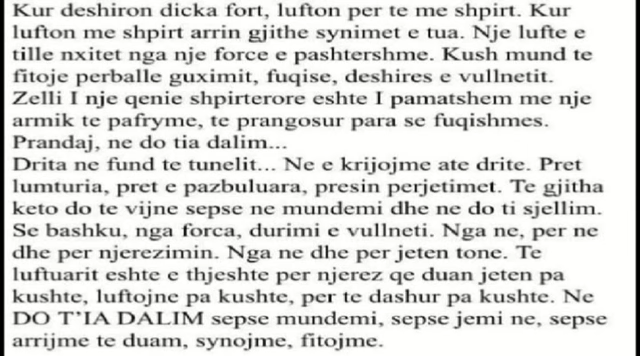 Kur deshiron dicka fort, lufton per te me shpirt. Kur
lufton me shpirt arrin gjithe synimet e tua. Nje lufte e
tille nxitet nga nje force e pashtershme. Kush mund te
fitoje perballe guximit, fuqise, deshires e vullnetit.
Zelli I nje qenie shpirterore eshte I pamatshem me nje
armik te pafryme, te prangosur para se fuqishmes.
Prandaj, ne do tia dalim...
Drita ne fund te tunelit... Ne e krijojme ate drite. Pret
lumturia, pret e pazbuluara, presin perjetimet. Te gjitha
keto do te vijne sepse ne mundemi dhe ne do ti sjellim.
Se bashku, nga forca, durimi e vullneti. Nga ne, per ne
dhe per njerezimin. Nga ne dhe per jeten tone. Te
luftuarit eshte e thjeshte per njerez qe duan jeten pa
kushte, luftojne pa kushte, per te dashur pa kushte. Ne
DO T'IA DALIM sepse mundemi, sepse jemi ne, sepse
arrijme te duam, synojme, fitojme.